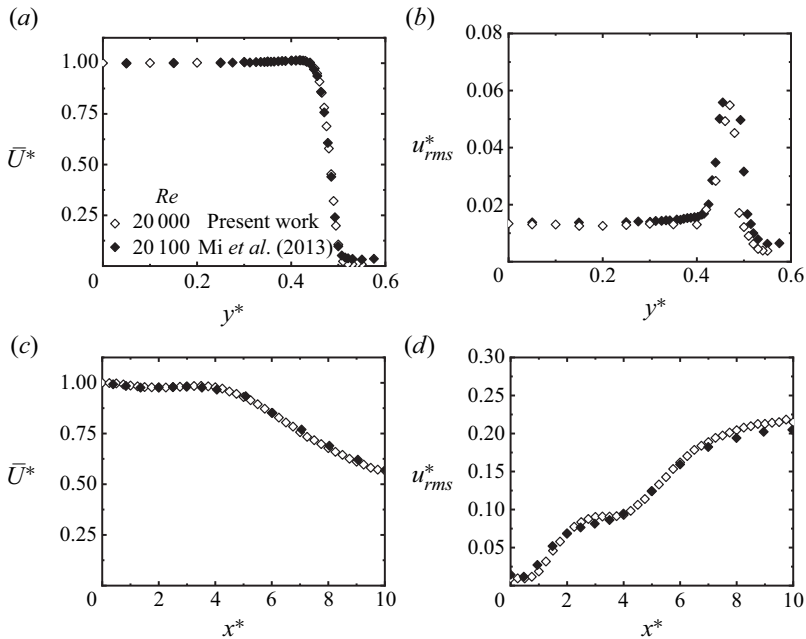 (a)
1.00
0.75
0.50
0.25
Ū*
Re
20 000 Present work
20 100 Mi et al. (2013)
0 0.2 0.4 0.6
y*
(b)
0.08
0.06
0.04
0.02
u*rms
0 0.2 0.4 0.6
y*
(c)
1.00
0.75
0.50
0.25
Ū*
0 2 4 6 8 10
x*
(d)
0.30
0.25
0.20
0.15
0.10
0.05
u*rms
0 2 4 6 8 10
x*